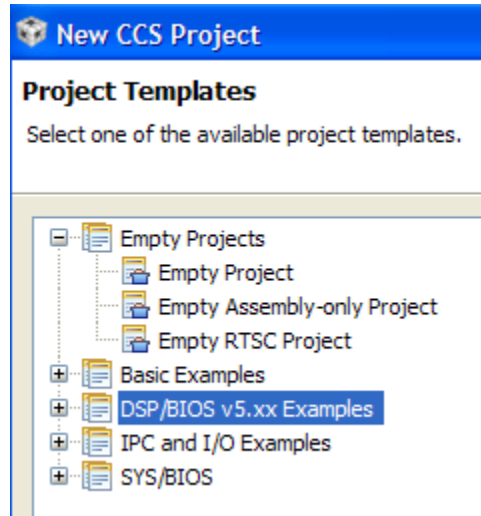 New CCS Project
Project Templates
Select one of the available project templates.
Empty Projects
Empty Project
Empty Assembly-only Project
Empty RTSC Project
Basic Examples
DSP/BIOS v5.xx Examples
IPC and I/O Examples
SYS/BIOS